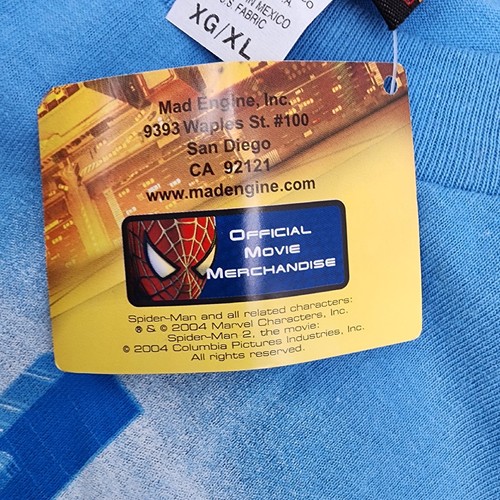 IN MEXICO
U.S. FABRIC
XG/XL
Mad Engine, Inc.
9393 Waples St. #100
San Diego
CA 92121
www.madengine.com
OFFICIAL
MOVIE
MERCHANDISE
Spider-Man and all related characters:
® & © 2004 Marvel Characters, Inc.
Spider-Man 2, the movie:
© 2004 Columbia Pictures Industries, Inc.
All rights reserved.